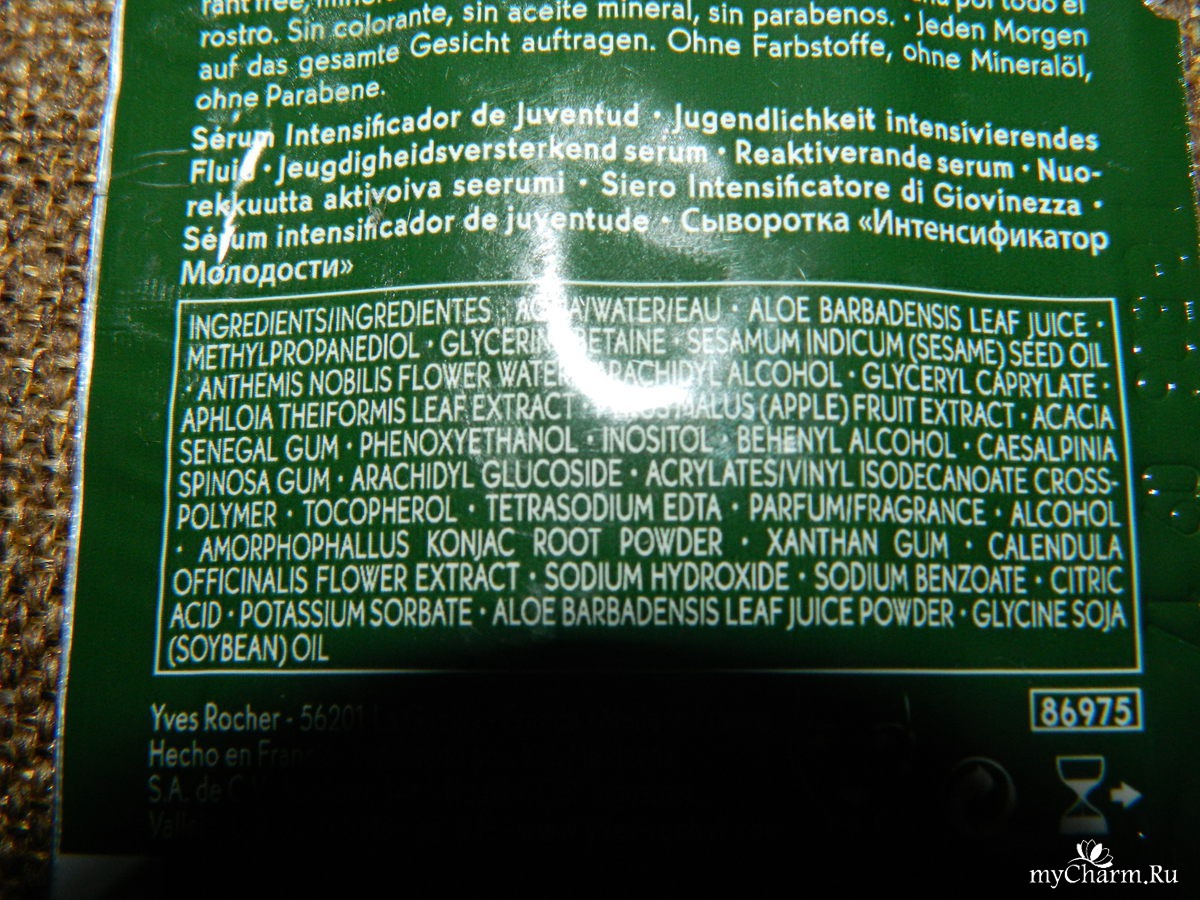 rant free,
rostro. Sin colorante, sin aceite mineral, sin parabenos. • Jeden Morgen
auf das gesamte Gesicht auftragen. Ohne Farbstoffe, ohne Mineralöl,
ohne Parabene.
Sérum Intensificador de Juventud • Jugendlichkeit intensivierendes
Fluid • Jeugdigheidsversterkend serum • Reaktiverande serum • Nuo-
rekkuutta aktivoiva seerumi • Siero Intensificatore di Giovinezza •
Sérum intensificador de juventude • Сыворотка «Интенсификатор
Молодости»
INGREDIENTS/INGRÉDIENTES WATER/EAU • ALOE BARBADENSIS LEAF JUICE •
METHYLPROPANEDIOL • GLYCERIN BETAINE • SESAMUM INDICUM (SESAME) SEED OIL
• ANTHEMIS NOBILIS FLOWER WATER ARACHIDYL ALCOHOL • GLYCERYL CAPRYLATE •
APHLOIA THEIFORMIS LEAF EXTRACT (APPLE) FRUIT EXTRACT • ACACIA
SENEGAL GUM • PHENOXYETHANOL • INOSITOL • BEHENYL ALCOHOL • CAESALPINIA
SPINOSA GUM • ARACHIDYL GLUCOSIDE • ACRYLATES/VINYL ISODECANOATE CROSS-
POLYMER • TOCOPHEROL • TETRASODIUM EDTA • PARFUM/FRAGRANCE • ALCOHOL
• AMORPHOPHALLUS KONJAC ROOT POWDER • XANTHAN GUM • CALENDULA
OFFICINALIS FLOWER EXTRACT • SODIUM HYDROXIDE • SODIUM BENZOATE • CITRIC
ACID • POTASSIUM SORBATE • ALOE BARBADENSIS LEAF JUICE POWDER • GLYCINE SOJA
(SOYBEAN) OIL
Yves Rocher - 56201
86975
Hecho en
S.A. de C.V.
myCharm.Ru